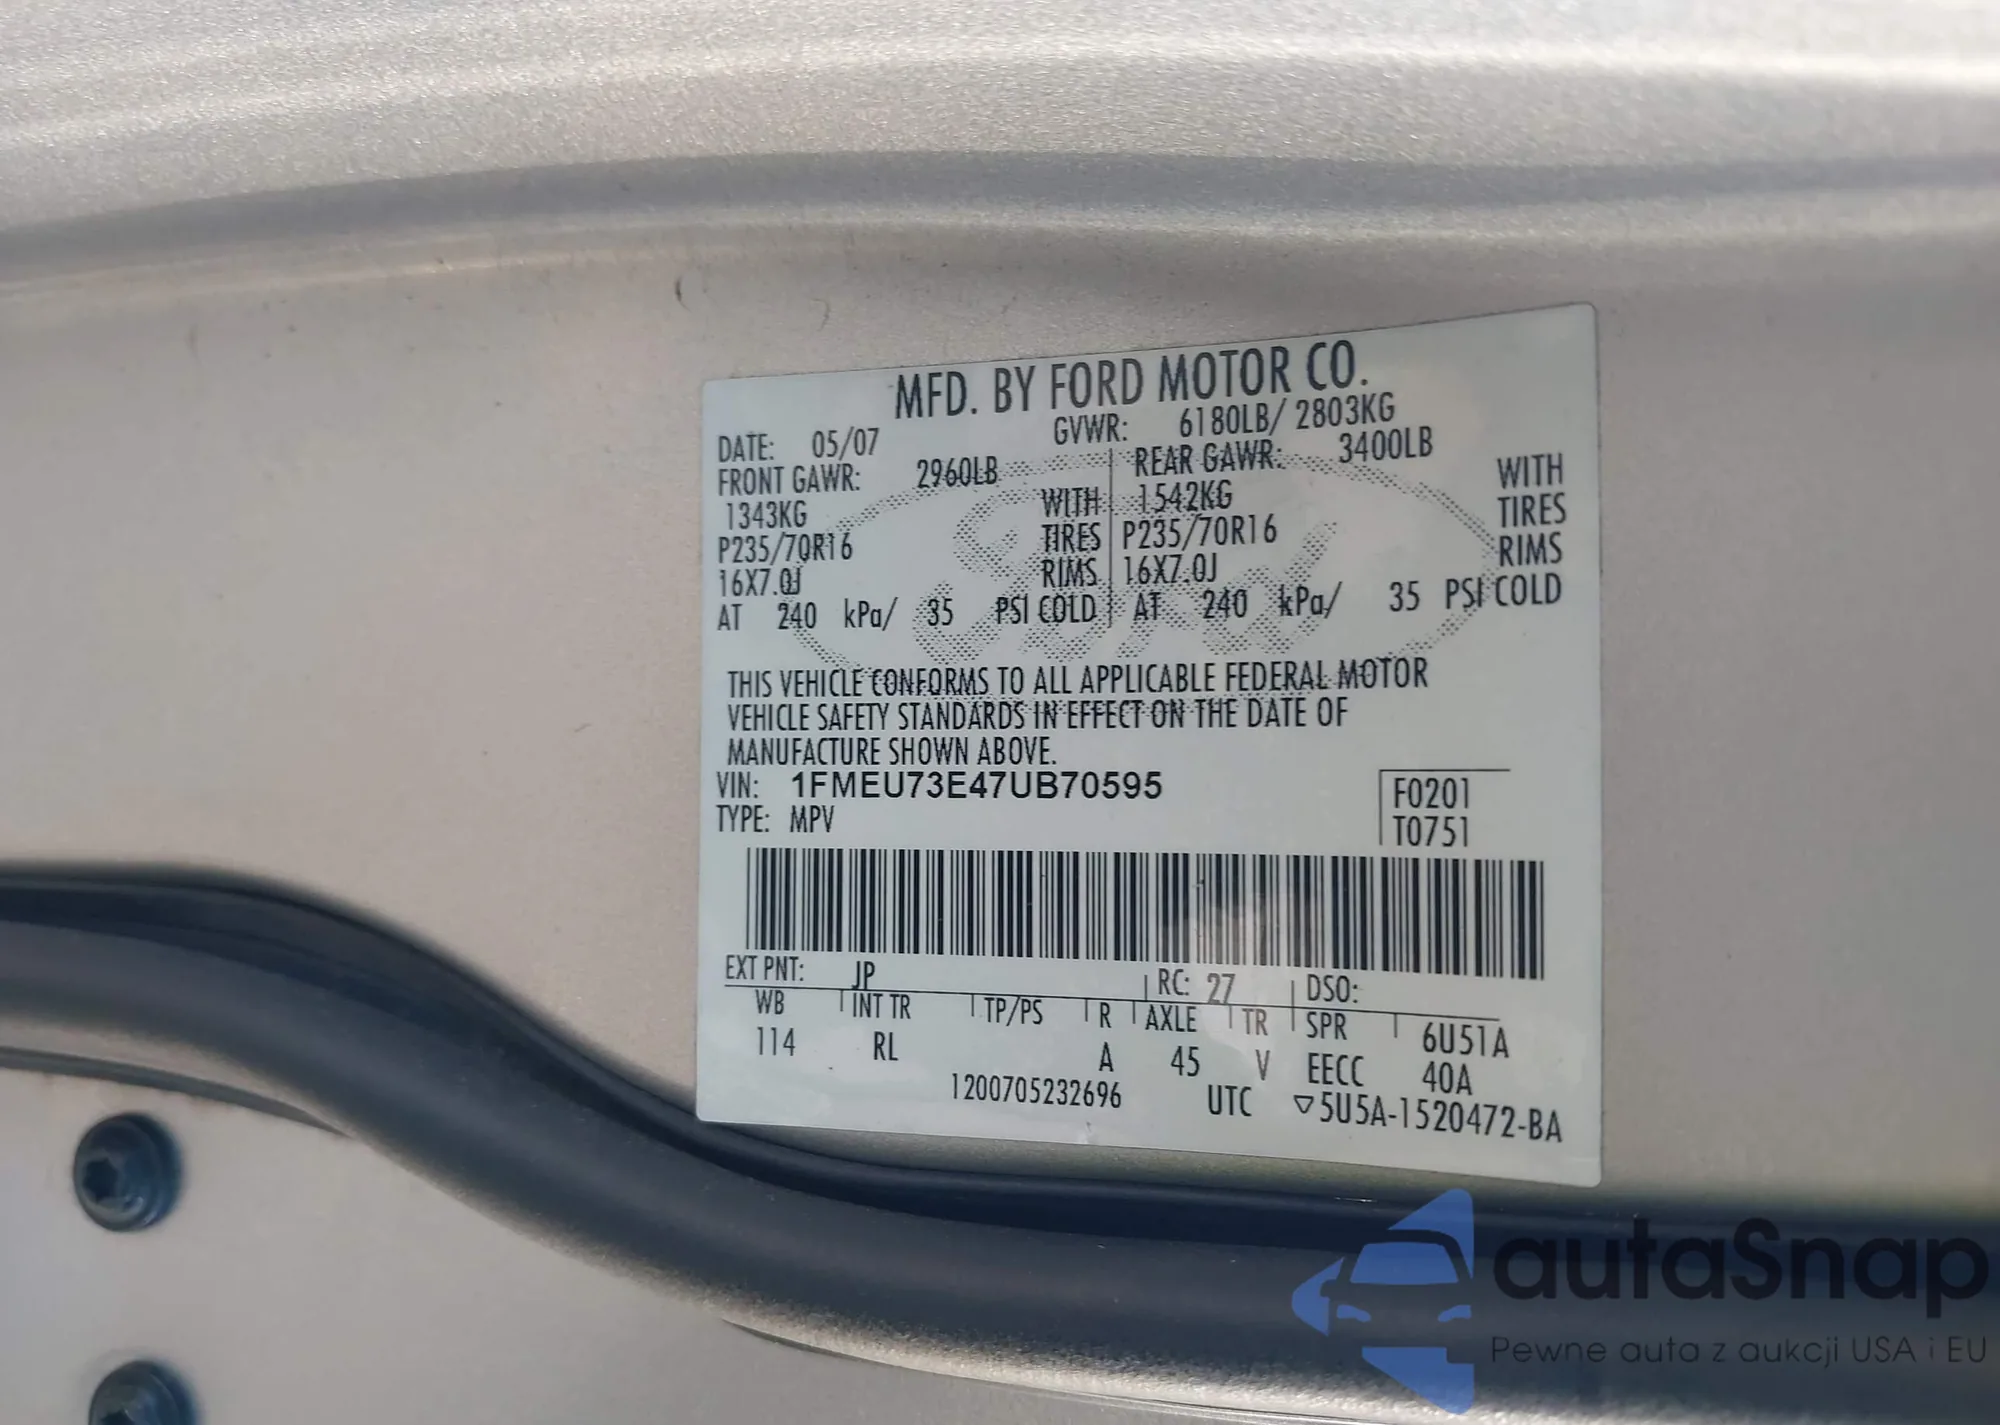 MFD. BY FORD MOTOR CO.
DATE: 05/07 GVWR: 6180LB/ 2803KG
FRONT GAWR: 2960LB REAR GAWR: 3400LB
1343KG WITH 1542KG WITH
P235/70R16 TIRES P235/70R16 TIRES
16X7.0J RIMS 16X7.0J RIMS
AT 240 kPa/ 35 PSI COLD AT 240 kPa/ 35 PSI COLD
THIS VEHICLE CONFORMS TO ALL APPLICABLE FEDERAL MOTOR
VEHICLE SAFETY STANDARDS IN EFFECT ON THE DATE OF
MANUFACTURE SHOWN ABOVE.
VIN: 1FMEU73E47UB70595 F0201
TYPE: MPV T0751
EXT PNT: JP RC: 27 DSO:
WB INT TR TP/PS R AXLE TR SPR 6U51A
114 RL A 45 V EECC 40A
1200705232696 UTC ▽5U5A-1520472-BA
Ford
autaSnap
Pewne auta z aukcji USA i EU